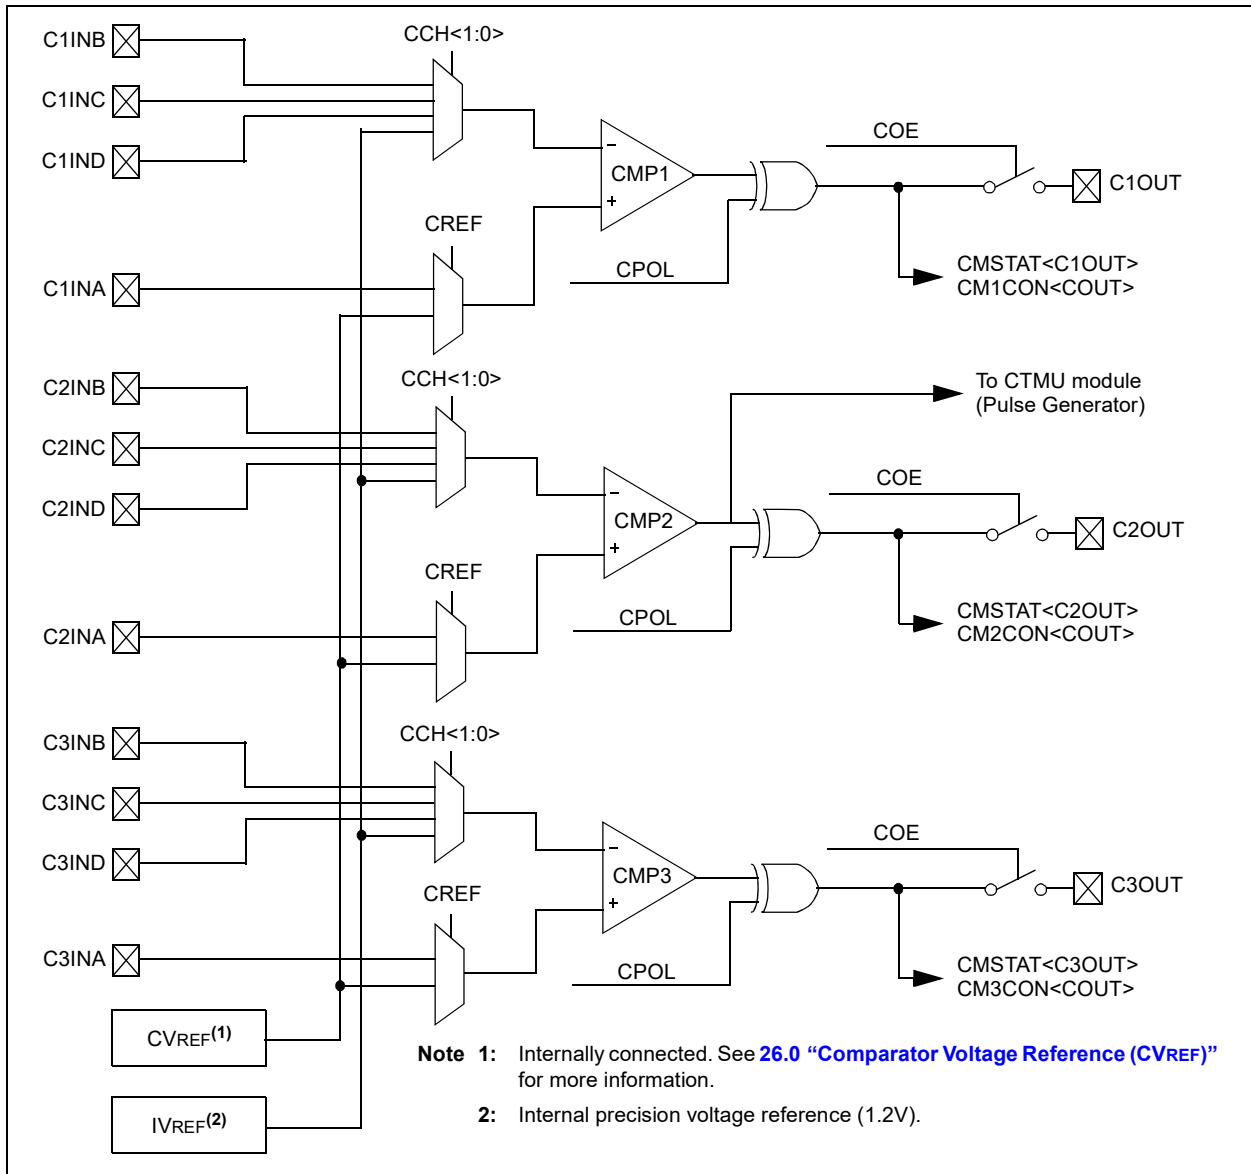 C1INB
CCH<1:0>
C1INC
C1IND
COE
CMP1
−
+
C1OUT
CREF
CPOL
CMSTAT<C1OUT>
CM1CON<COUT>
C1INA
C2INB
CCH<1:0>
To CTMU module
(Pulse Generator)
C2INC
C2IND
COE
CMP2
−
+
C2OUT
CREF
CPOL
CMSTAT<C2OUT>
CM2CON<COUT>
C2INA
C3INB
CCH<1:0>
C3INC
C3IND
COE
CMP3
−
+
C3OUT
CREF
C3INA
CPOL
CMSTAT<C3OUT>
CM3CON<COUT>
CVREF(1)
IVREF(2)
Note 1: Internally connected. See 26.0 “Comparator Voltage Reference (CVREF)”
for more information.
2: Internal precision voltage reference (1.2V).